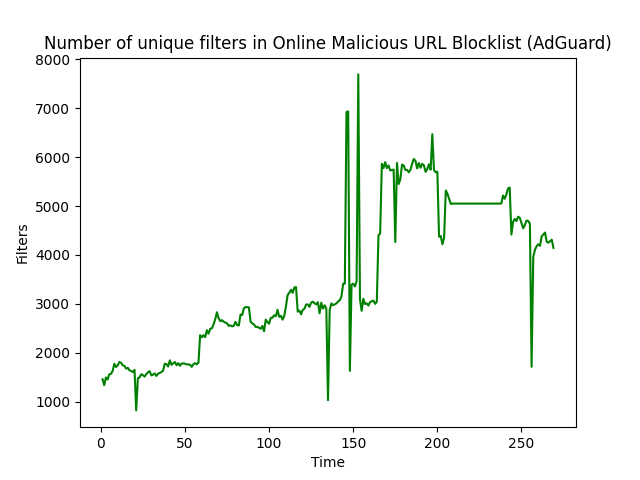 Number of unique filters in Online Malicious URL Blocklist (AdGuard)
8000
7000
6000
5000
4000
3000
2000
1000
Filters
0 50 100 150 200 250
Time